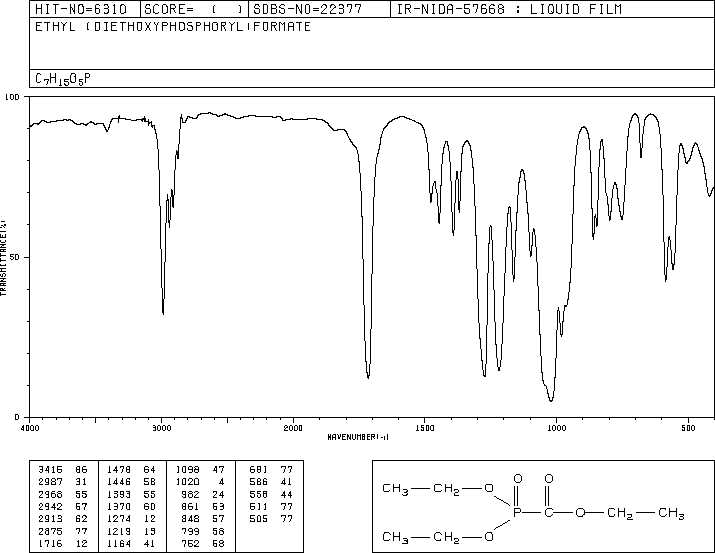 HIT-NO=6310 SCORE= ( ) SDBS-NO=22377 IR-NIDA-57668 : LIQUID FILM
ETHYL (DIETHOXYPHOSPHORYL)FORMATE
C7H15O5P
100
50
0
TRANSMITTANCE(%)
4000 3000 2000 1500 1000 500
WAVENUMBER(-1)
3415 86 1478 64 1098 47 681 77
2987 31 1446 58 1020 4 586 41
2968 55 1393 55 982 24 558 44
2942 57 1370 60 861 53 511 77
2913 62 1274 12 848 57 505 77
2875 77 1219 13 799 58
1716 12 1164 41 752 58
O O
CH3 CH2 O
P C O CH2 CH3
CH3 CH2 O